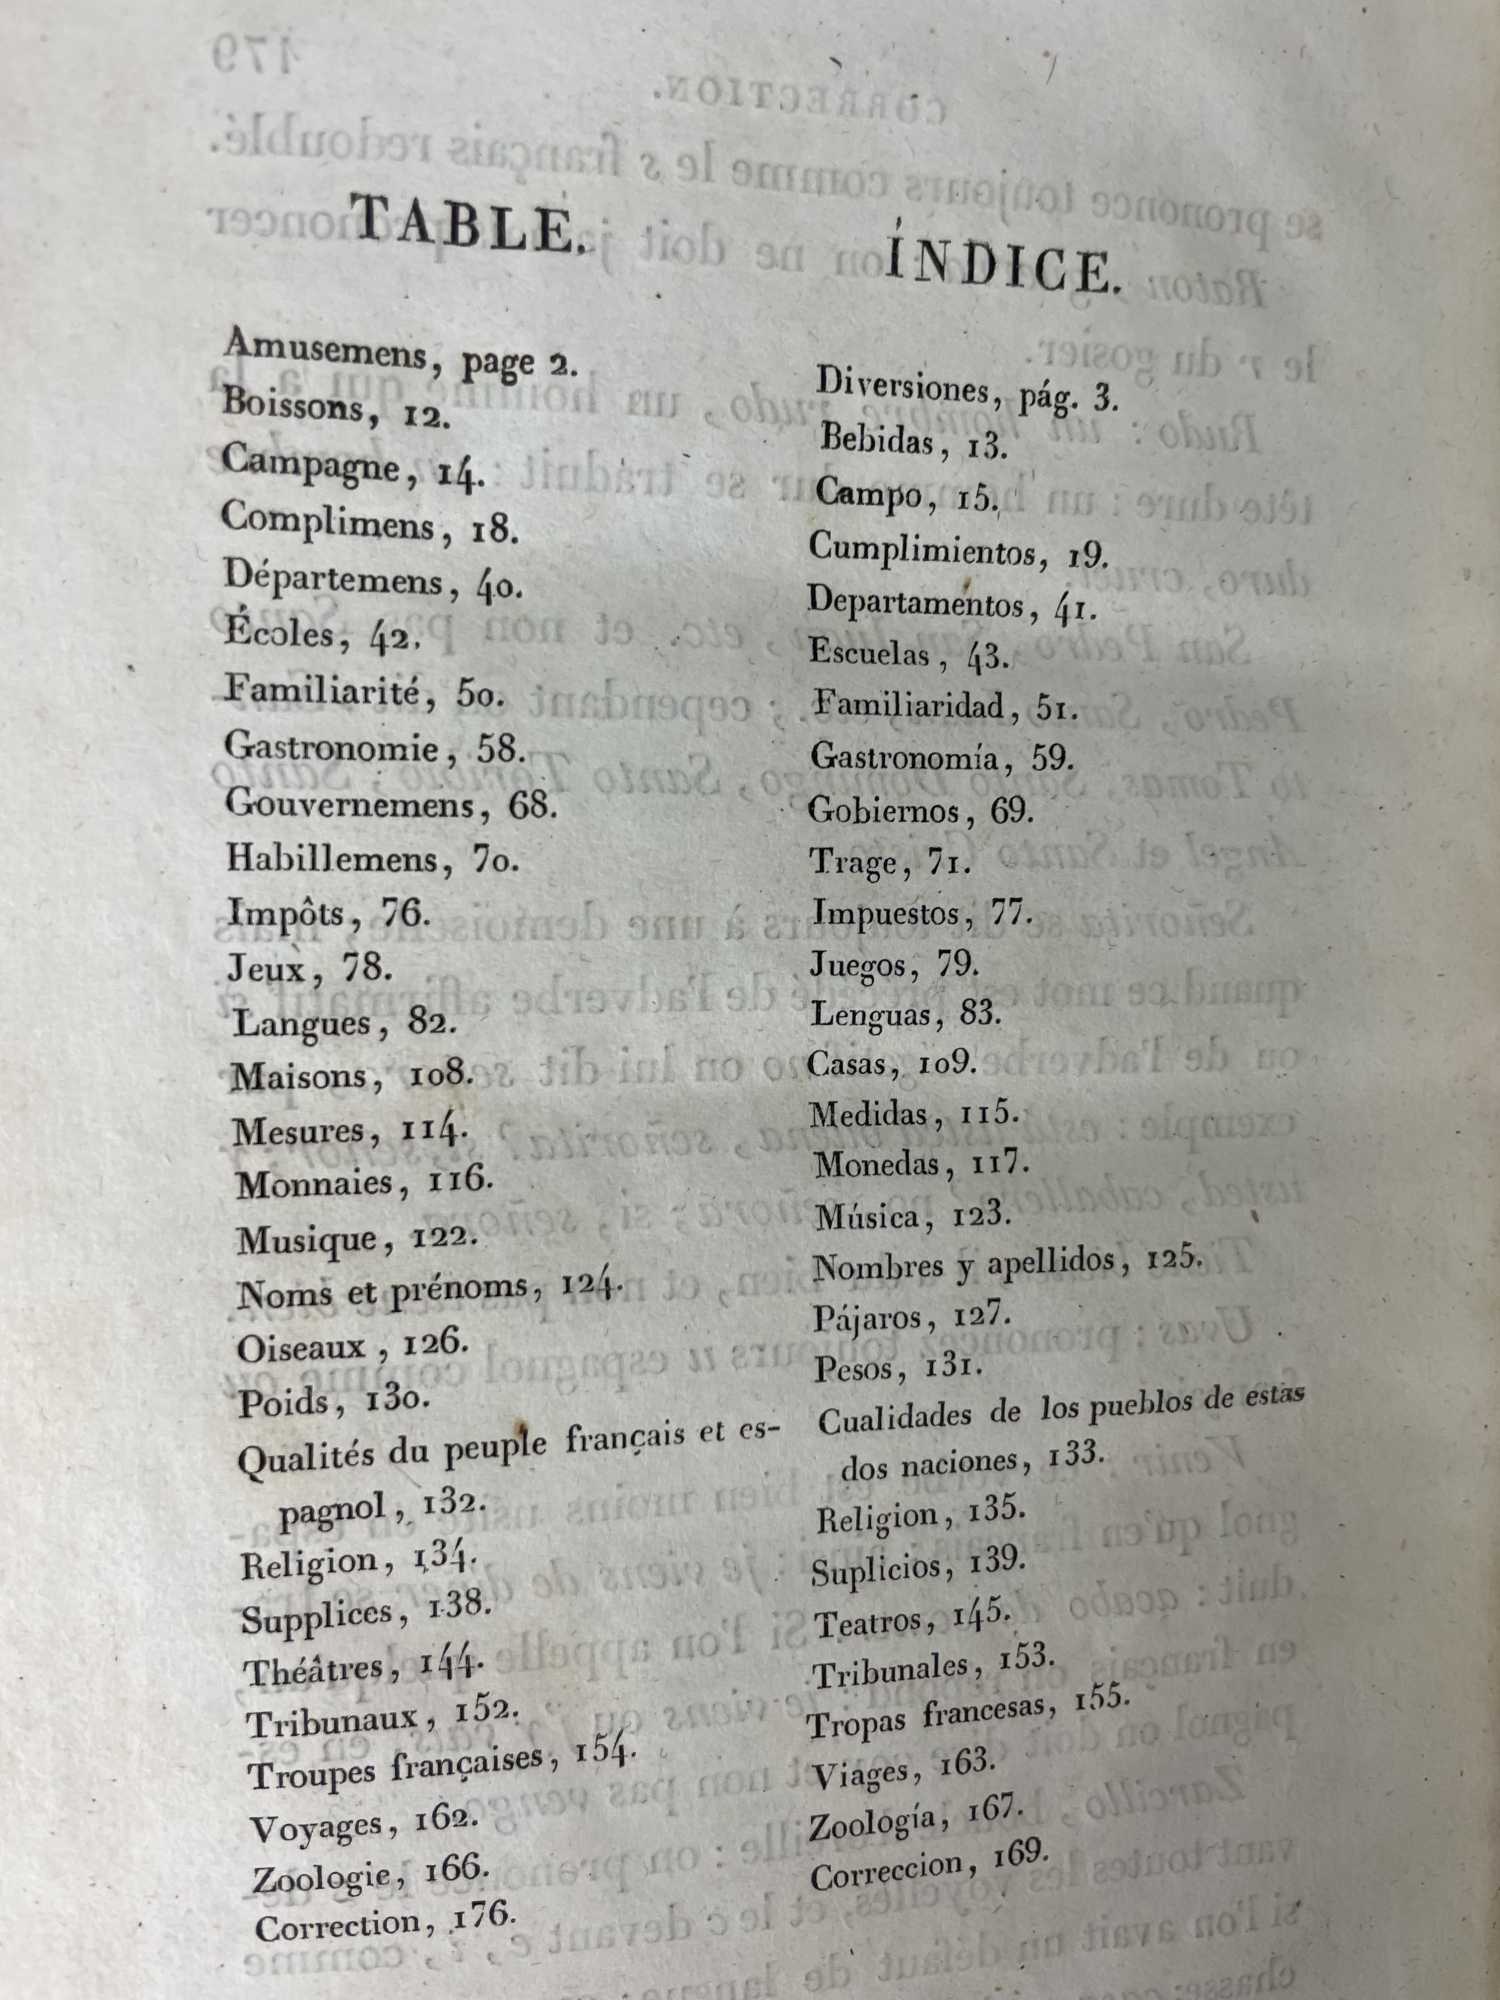 TABLE.
Amusemens, page 2.
Boissons, 12.
Campagne, 14.
Complimens, 18.
Départemens, 40.
Écoles, 42.
Familiarité, 50.
Gastronomie, 58.
Gouvernemens, 68.
Habillemens, 70.
Impôts, 76.
Jeux, 78.
Langues, 82.
Maisons, 108.
Mesures, 114.
Monnaies, 116.
Musique, 122.
Noms et prénoms, 124.
Oiseaux, 126.
Poids, 130.
Qualités du peuple français et es-
pagnol, 132.
Religion, 134.
Supplices, 138.
Théâtres, 144.
Tribunaux, 152.
Troupes françaises, 154.
Voyages, 162.
Zoologie, 166.
Correction, 176.
ÍNDICE.
Diversiones, pág. 3.
Bebidas, 13.
Campo, 15.
Cumplimientos, 19.
Departamentos, 41.
Escuelas, 43.
Familiaridad, 51.
Gastronomía, 59.
Gobiernos, 69.
Trage, 71.
Impuestos, 77.
Juegos, 79.
Lenguas, 83.
Casas, 109.
Medidas, 115.
Monedas, 117.
Música, 123.
Nombres y apellidos, 125.
Pájaros, 127.
Pesos, 131.
Cualidades de los pueblos de estas
dos naciones, 133.
Religion, 135.
Suplicios, 139.
Teatros, 145.
Tribunales, 153.
Tropas francesas, 155.
Viages, 163.
Zoología, 167.
Correccion, 169.